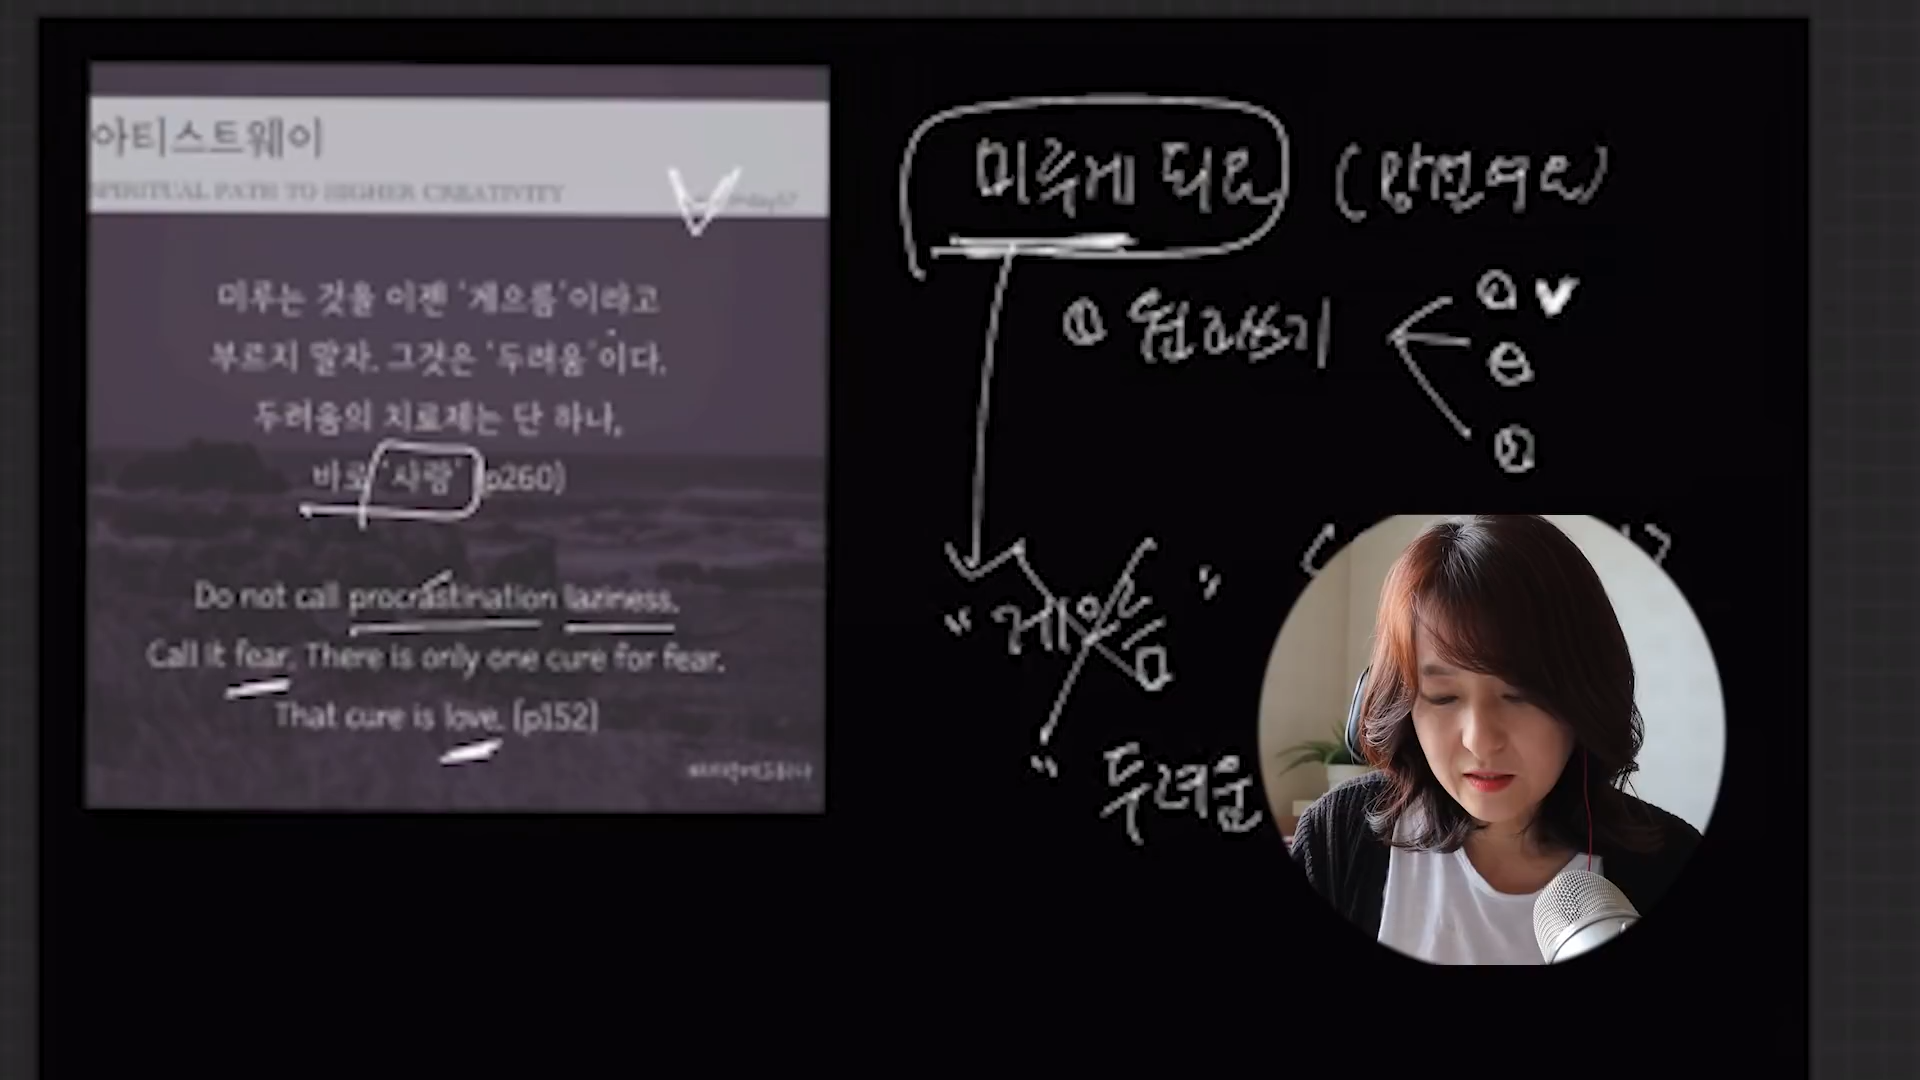 아티스트웨이
SPIRITUAL PATH TO HIGHER CREATIVITY
미루는 것을 이젠 '게으름'이라고
부르지 말자. 그것은 '두려움'이다.
두려움의 치료제는 단 하나,
바로 '사랑' (p260)
Do not call procrastination laziness.
Call it fear. There is only one cure for fear.
That cure is love. (p152)
미루게 되요 (
①
①
②
③
"게으름"
"두려움